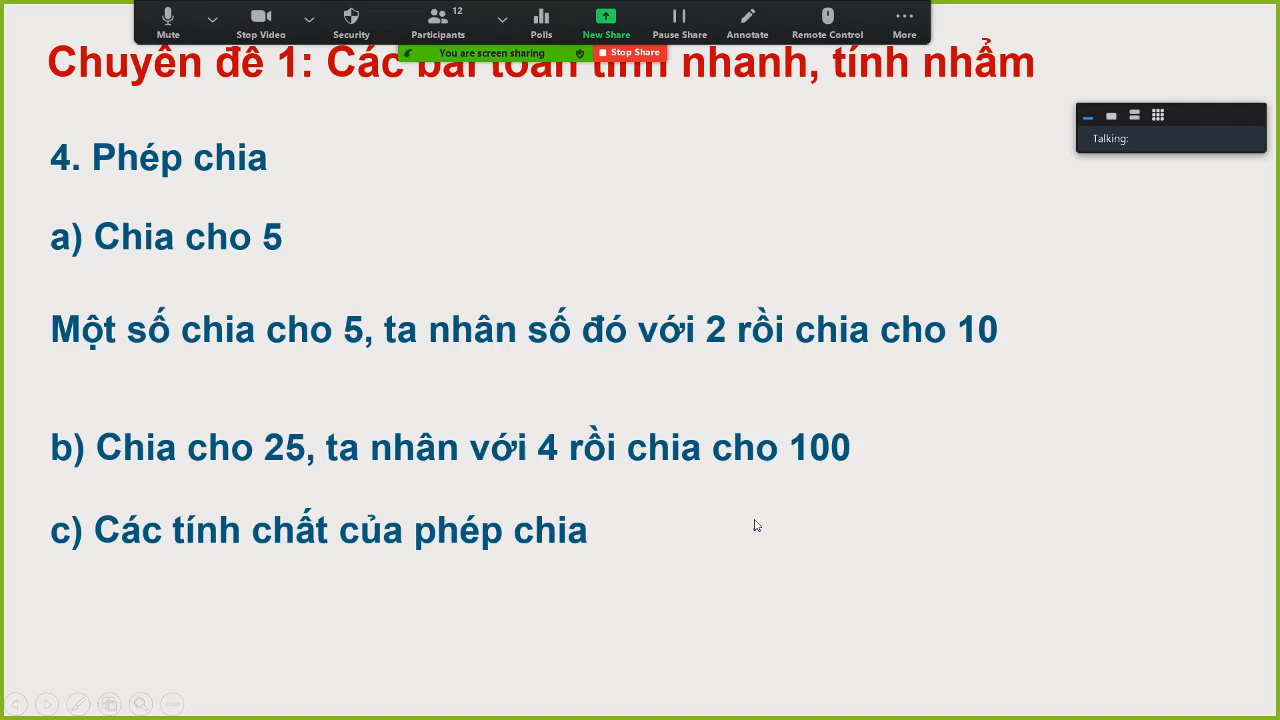 Mute
Stop Video
Security
Participants
12
Polls
New Share
Pause Share
Annotate
Remote Control
More
You are screen sharing
Stop Share
Chuyên đề 1: Các bài toán tính nhanh, tính nhẩm
Talking:
4. Phép chia
a) Chia cho 5
Một số chia cho 5, ta nhân số đó với 2 rồi chia cho 10
b) Chia cho 25, ta nhân với 4 rồi chia cho 100
c) Các tính chất của phép chia